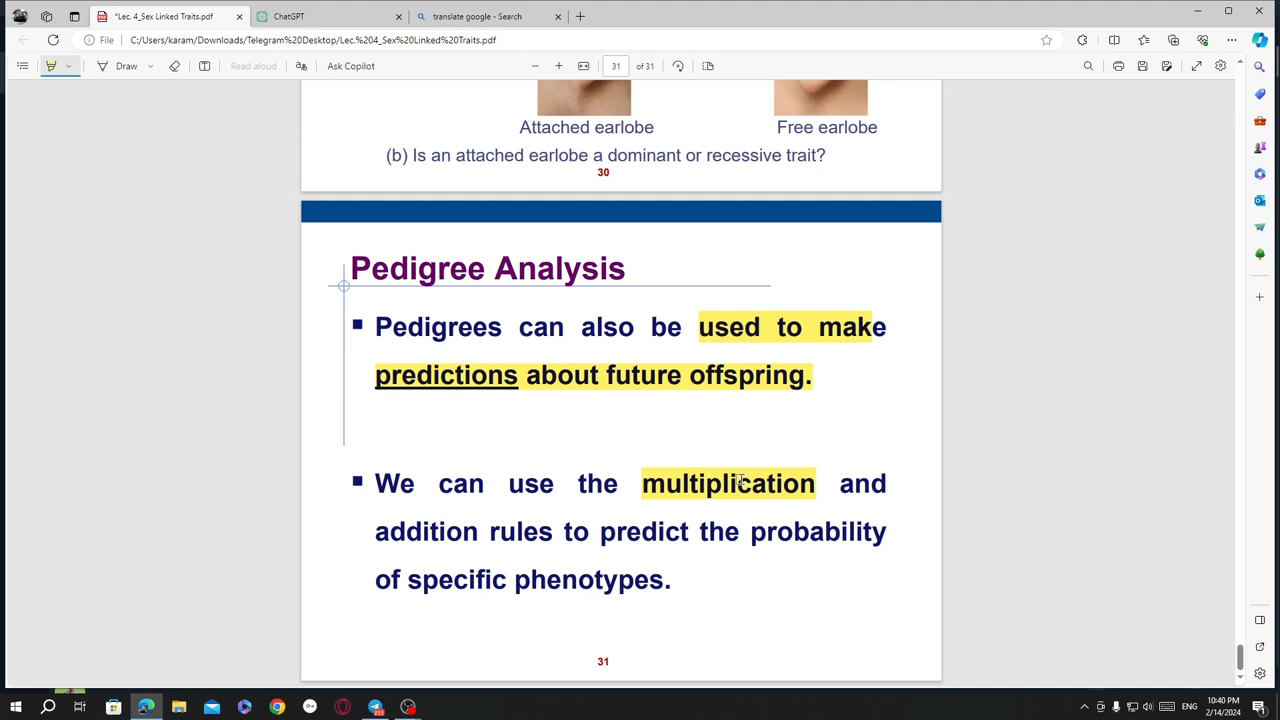 *Lec. 4_Sex Linked Traits.pdf
ChatGPT
translate google - Search
File
C:/Users/karam/Downloads/Telegram%20Desktop/Lec.%204_Sex%20Linked%20Traits.pdf
Draw
Read aloud
Ask Copilot
31 of 31
Attached earlobe
Free earlobe
(b) Is an attached earlobe a dominant or recessive trait?
30
Pedigree Analysis
Pedigrees can also be used to make
predictions about future offspring.
We can use the multiplication and
addition rules to predict the probability
of specific phenotypes.
31
ENG
10:40 PM
2/14/2024